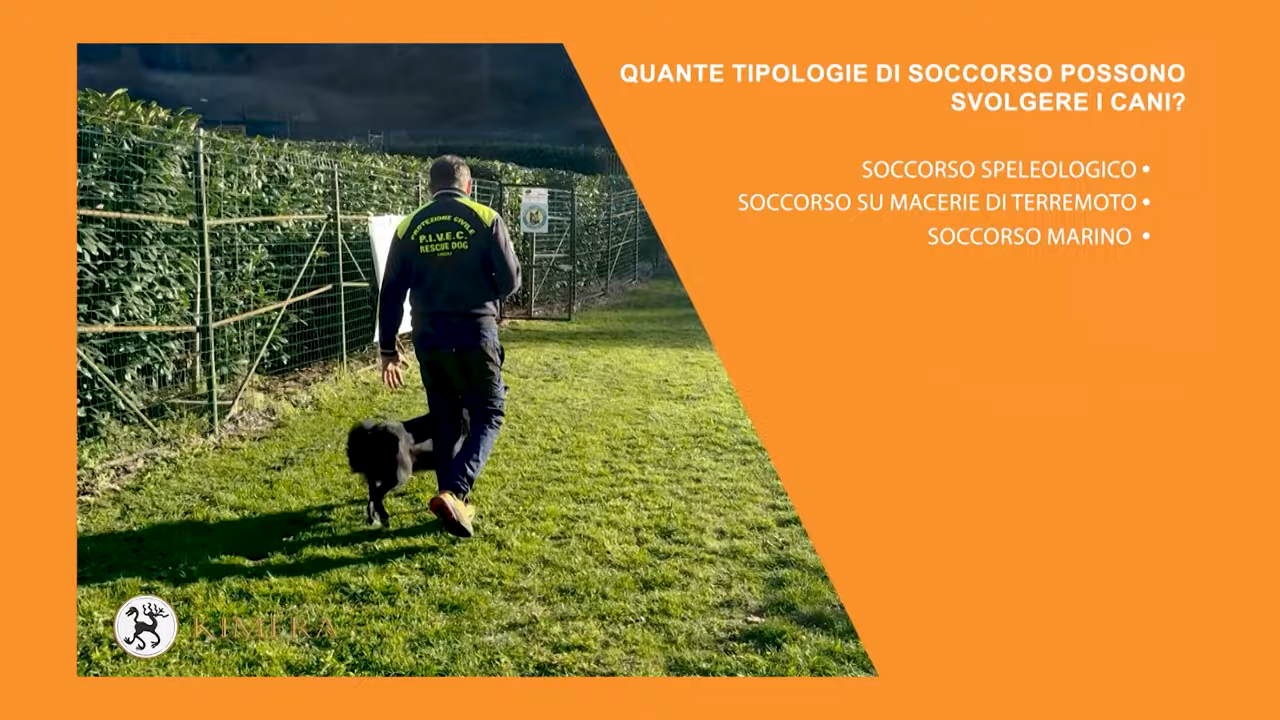 QUANTE TIPOLOGIE DI SOCCORSO POSSONO
SVOLGERE I CANI?
SOCCORSO SPELEOLOGICO •
SOCCORSO SU MACERIE DI TERREMOTO •
SOCCORSO MARINO •
PROTEZIONE CIVILE
P.I.V.E.C.
RESCUE DOG
KIMERA